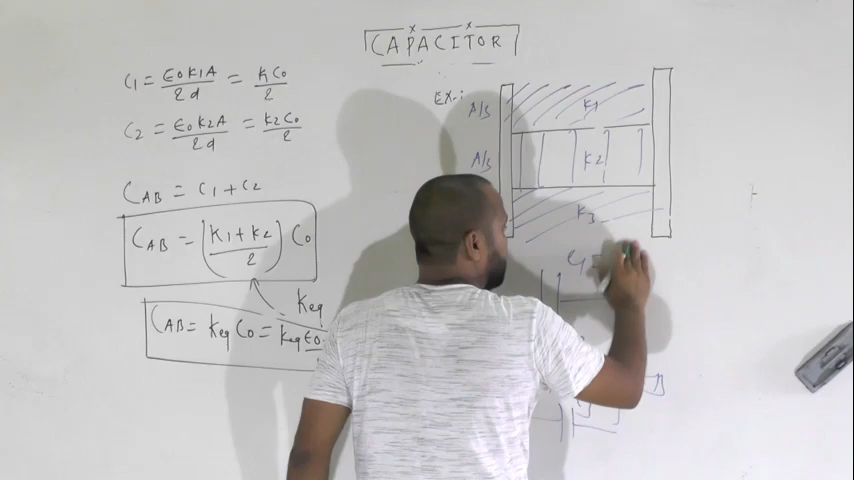 CAPACITOR
C1 = ε0K1A/2d = K1C0/2
C2 = ε0K2A/2d = K2C0/2
CAB = C1 + C2
CAB = (K1+K2/2) C0
Keq
CAB = Keq C0 = Keq ε0
EX-:
A/3 K1
A/3 K2
K3
C1 =